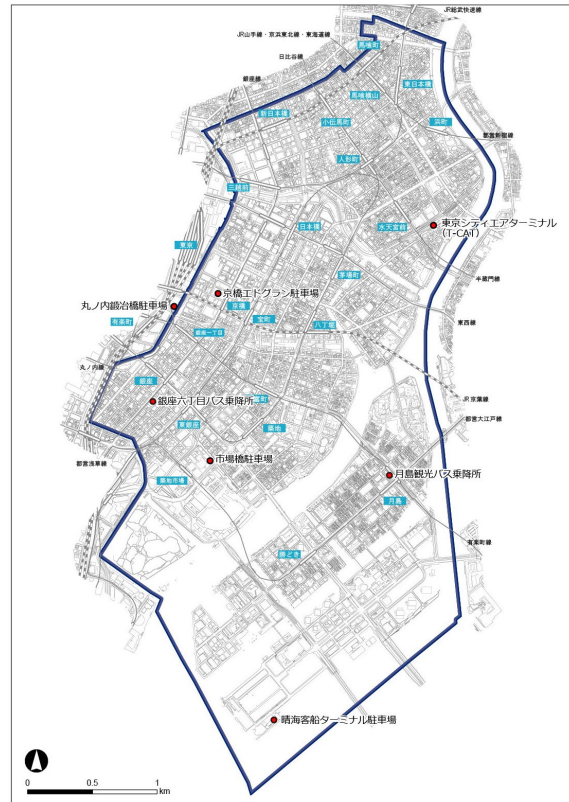 JR総武快速線
JR山手線・京浜東北線・東海道線
馬喰町
日比谷線
東日本橋
銀座線
馬喰横山
新日本橋
小伝馬町
浜町
都営新宿線
人形町
三越前
東京シティエアターミナル
(T-CAT)
日本橋
水天宮前
東京
茅場町
半蔵門線
京橋エドグラン駐車場
丸ノ内鍛冶橋駐車場
京橋
有楽町
宝町
八丁堀
東西線
銀座一丁目
丸ノ内線
銀座
JR京葉線
銀座六丁目バス乗降所
都営大江戸線
東銀座
築地
都営浅草線
市場橋駐車場
月島観光バス乗降所
築地市場
月島
有楽町線
勝どき
晴海客船ターミナル駐車場
0 0.5 1
km